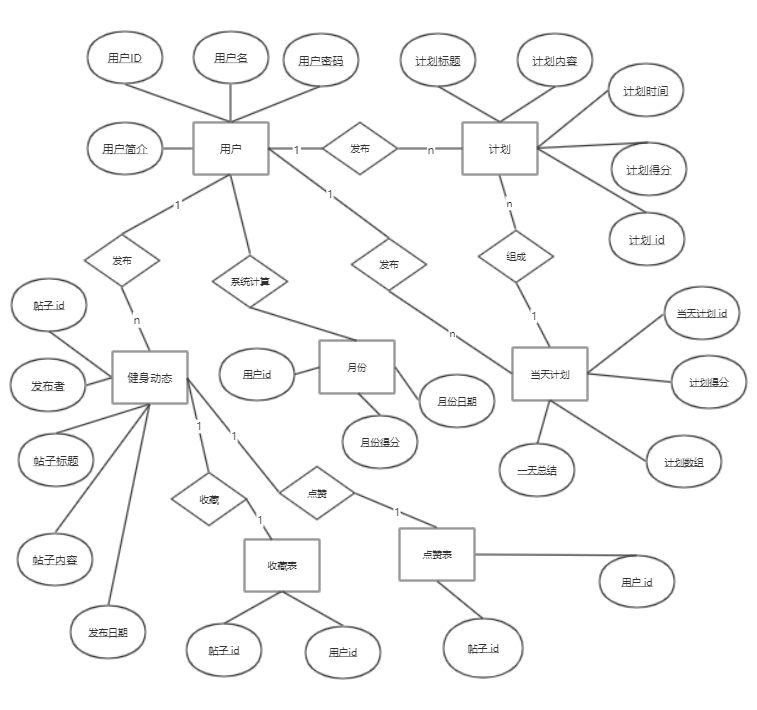 用户ID
用户名
用户密码
计划标题
计划内容
计划时间
用户简介
用户
1
发布
n
计划
计划得分
1
1
n
计划 id
发布
系统计算
发布
组成
帖子 id
n
1
当天计划 id
n
健身动态
月份
当天计划
发布者
用户id
月份日期
计划得分
1
1
月份得分
帖子标题
一天总结
计划数组
收藏
点赞
1
1
帖子内容
收藏表
点赞表
用户 id
发布日期
帖子 id
用户id
帖子 id